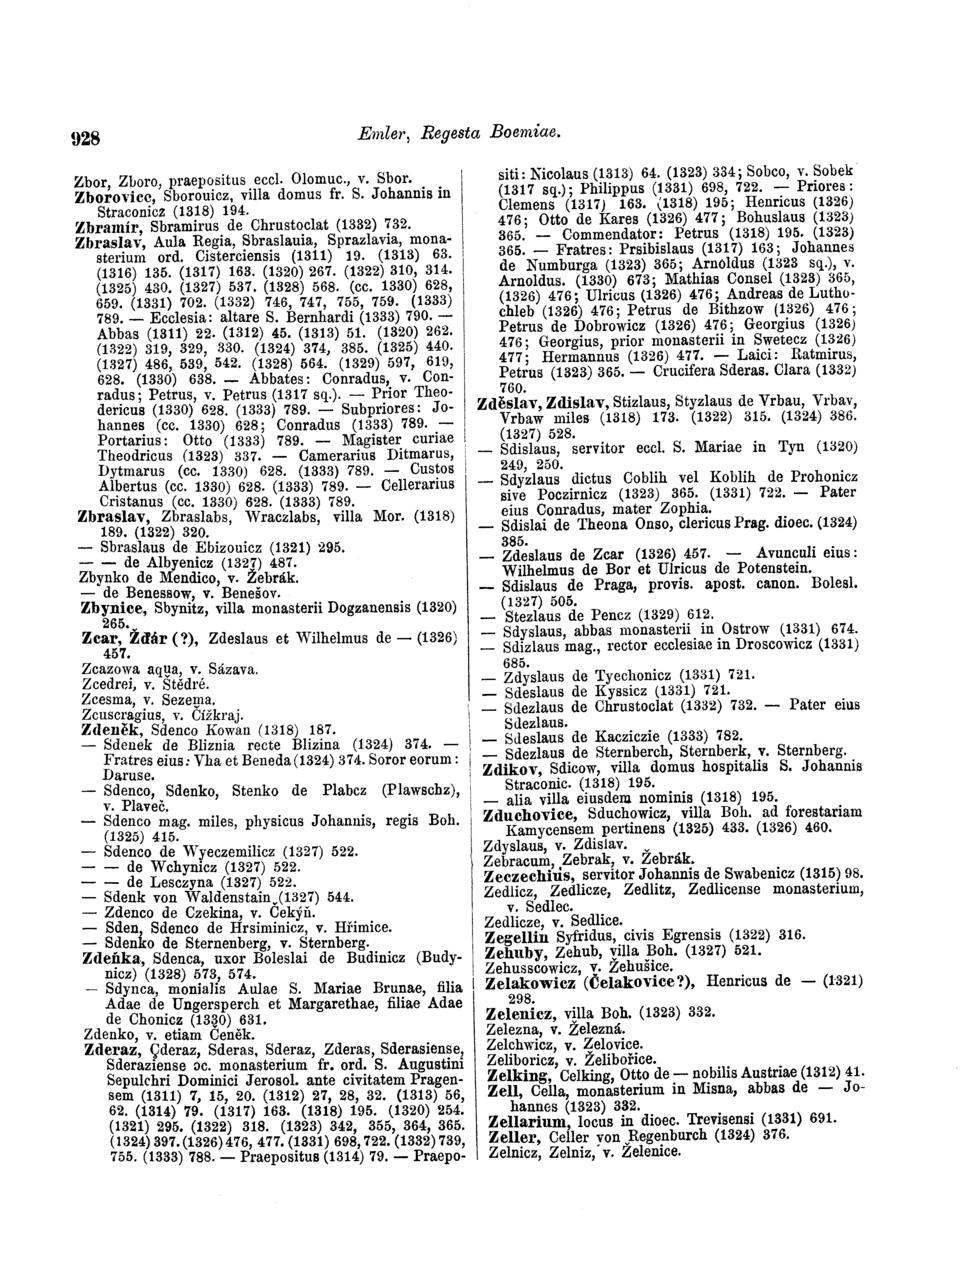 928
Emler, Regesta Boemiae.
Zbor, Zboro, praepositus eccl. Olomuc., v. Sbor.
Zborovice, Sborouicz, villa domus fr. S. Johannis in
Straconicz (1318) 194.
Zbramír, Sbramirus de Chrustoclat (1332) 732.
Zbraslav, Aula Regia, Sbraslauia, Sprazlavia, mona-
sterium ord. Cisterciensis (1311) 19. (1313) 63.
(1316) 135. (1317) 163. (1320) 267. (1322) 310, 314.
(1325) 430. (1327) 537. (1328) 568. (cc. 1330) 628,
659. (1331) 702. (1332) 746, 747, 755, 759. (1333)
789. — Ecclesia: altare S. Bernhardi (1333) 790. —
Abbas (1311) 22. (1312) 45. (1313) 51. (1320) 262.
(1322) 319, 329, 330. (1324) 374, 385. (1325) 440.
(1327) 486, 539, 542. (1328) 564. (1329) 597, 619,
628. (1330) 638. — Abbates: Conradus, v. Con-
radus; Petrus, v. Petrus (1317 sq.). — Prior Theo-
dericus (1330) 628. (1333) 789. — Subpriores: Jo-
hannes (cc. 1330) 628; Conradus (1333) 789. —
Portarius: Otto (1333) 789. — Magister curiae
Theodricus (1323) 337. — Camerarius Ditmarus,
Dytmarus (cc. 1330) 628. (1333) 789. — Custos
Albertus (cc. 1330) 628. (1333) 789. — Cellerarius
Cristanus (cc. 1330) 628. (1333) 789.
Zbraslav, Zbraslabs, Wraczlabs, villa Mor. (1318)
189. (1322) 320.
— Sbraslaus de Ebizouicz (1321) 295.
— — de Albyenicz (1327) 487.
Zbynko de Mendico, v. Žebrák.
— de Benessow, v. Benešov.
Zbynice, Sbynitz, villa monasterii Dogzanensis (1320)
265.
Zcar, Žďár (?), Zdeslaus et Wilhelmus de — (1326)
457.
Zcazowa aqua, v. Sázava.
Zcedrei, v. Štědré.
Zcesma, v. Sezema.
Zcuscragius, v. Čížkraj.
Zdeněk, Sdenco Kowan (1318) 187.
— Sdenek de Bliznia recte Blizina (1324) 374. —
Fratres eius: Vha et Beneda (1324) 374. Soror eorum:
Daruse.
— Sdenco, Sdenko, Stenko de Plabcz (Plawschz),
v. Plaveč.
— Sdenco mag. miles, physicus Johannis, regis Boh.
(1325) 415.
— Sdenco de Wyeczemilicz (1327) 522.
— — de Wchynicz (1327) 522.
— — de Lesczyna (1327) 522.
— Sdenk von Waldenstain (1327) 544.
— Zdenco de Czekina, v. Čekýň.
— Sden, Sdenco de Hrsiminicz, v. Hřimice.
— Sdenko de Sternenberg, v. Sternberg.
Zdeňka, Sdenca, uxor Boleslai de Budinicz (Budy-
nicz) (1328) 573, 574.
— Sdynca, monialis Aulae S. Mariae Brunae, filia
Adae de Ungersperch et Margarethae, filiae Adae
de Chonicz (1330) 631.
Zdenko, v. etiam Čeněk.
Zderaz, Çderaz, Sderas, Sderaz, Zderas, Sderasiense,
Sderaziense oc. monasterium fr. ord. S. Augustini
Sepulchri Dominici Jerosol. ante civitatem Pragen-
sem (1311) 7, 15, 20. (1312) 27, 28, 32. (1313) 56,
62. (1314) 79. (1317) 163. (1318) 195. (1320) 254.
(1321) 295. (1322) 318. (1323) 342, 355, 364, 365.
(1324) 397. (1326) 476, 477. (1331) 698, 722. (1332) 739,
755. (1333) 788. — Praepositus (1314) 79. — Praepo-
siti: Nicolaus (1313) 64. (1323) 334; Sobco, v. Sobek
(1317 sq.); Philippus (1331) 698, 722. — Priores:
Clemens (1317) 163. (1318) 195; Henricus (1326)
476; Otto de Kares (1326) 477; Bohuslaus (1323)
365. — Commendator: Petrus (1318) 195. (1323)
365. — Fratres: Prsibislaus (1317) 163; Johannes
de Numburga (1323) 365; Arnoldus (1323 sq.), v.
Arnoldus. (1330) 673; Mathias Consel (1323) 365,
(1326) 476; Ulricus (1326) 476; Andreas de Lutho-
chleb (1326) 476; Petrus de Bithzow (1326) 476;
Petrus de Dobrowicz (1326) 476; Georgius (1326)
476; Georgius, prior monasterii in Swetecz (1326)
477; Hermannus (1326) 477. — Laici: Ratmirus,
Petrus (1323) 365. — Crucifera Sderas. Clara (1332)
760.
Zděslav, Zdislav, Stizlaus, Styzlaus de Vrbau, Vrbav,
Vrbaw miles (1318) 173. (1322) 315. (1324) 386.
(1327) 528.
— Sdislaus, servitor eccl. S. Mariae in Tyn (1320)
249, 250.
— Sdyzlaus dictus Coblih vel Koblih de Prohonicz
sive Poczirnicz (1323) 365. (1331) 722. — Pater
eius Conradus, mater Zophia.
— Sdislai de Theona Onso, clericus Prag. dioec. (1324)
385.
— Zdeslaus de Zcar (1326) 457. — Avunculi eius:
Wilhelmus de Bor et Ulricus de Potenstein.
— Sdislaus de Praga, provis. apost. canon. Bolesl.
(1327) 505.
— Stezlaus de Pencz (1329) 612.
— Sdyslaus, abbas monasterii in Ostrow (1331) 674.
— Sdizlaus mag., rector ecclesiae in Droscowicz (1331)
685.
— Zdyslaus de Tyechonicz (1331) 721.
— Sdeslaus de Kyssicz (1331) 721.
— Sdezlaus de Chrustoclat (1332) 732. — Pater eius
Sdezlaus.
— Sdeslaus de Kacziczie (1333) 782.
— Sdezlaus de Sternberch, Sternberk, v. Sternberg.
Zdikov, Sdicow, villa domus hospitalis S. Johannis
Straconic. (1318) 195.
— alia villa eiusdem nominis (1318) 195.
Zduchovice, Sduchowicz, villa Boh. ad forestariam
Kamycensem pertinens (1325) 433. (1326) 460.
Zdyslaus, v. Zdislav.
Zebracum, Zebrak, v. Žebrák.
Zeczechius, servitor Johannis de Swabenicz (1315) 98.
Zedlicz, Zedlicze, Zedlitz, Zedlicense monasterium,
v. Sedlec.
Zedlicze, v. Sedlice.
Zegellin Syfridus, civis Egrensis (1322) 316.
Zehuby, Zehub, villa Boh. (1327) 521.
Zehusscowicz, v. Žehušice.
Zelakowicz (Čelakovice?), Henricus de — (1321)
298.
Zelenicz, villa Boh. (1323) 332.
Zelezna, v. Železná.
Zelchwicz, v. Zelovice.
Zeliboricz, v. Želibořice.
Zelking, Celking, Otto de — nobilis Austriae (1312) 41.
Zell, Cella, monasterium in Misna, abbas de — Jo-
hannes (1323) 332.
Zellarium, locus in dioec. Trevisensi (1331) 691.
Zeller, Celler von Regenburch (1324) 376.
Zelnicz, Zelniz, v. Želenice.